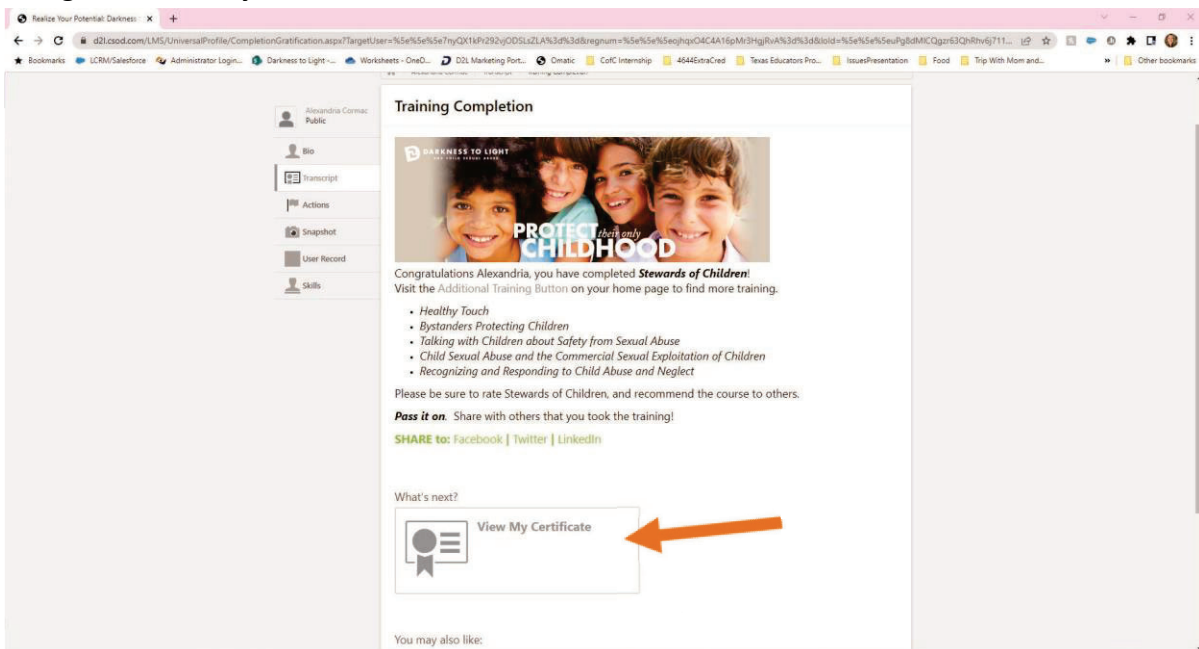 Realize Your Potential: Darkness
d2l.csod.com/LMS/UniversalProfile/CompletionGratification.aspx?TargetUser=
Bookmarks LCRM/Salesforce Administrator Login... Darkness to Light -... Worksheets - OneD... D2L Marketing Port... Omatic CofC Internship 4644ExtraCred Texas Educators Pro... IssuesPresentation Food Trip With Mom and... » Other bookmarks
Alexandria Cormac
Public
Bio
Transcript
Actions
Snapshot
User Record
Skills
Training Completion
DARKNESS TO LIGHT
END CHILD SEXUAL ABUSE
PROTECT their only
CHILDHOOD
Congratulations Alexandria, you have completed Stewards of Children!
Visit the Additional Training Button on your home page to find more training.
• Healthy Touch
• Bystanders Protecting Children
• Talking with Children about Safety from Sexual Abuse
• Child Sexual Abuse and the Commercial Sexual Exploitation of Children
• Recognizing and Responding to Child Abuse and Neglect
Please be sure to rate Stewards of Children, and recommend the course to others.
Pass it on. Share with others that you took the training!
SHARE to: Facebook | Twitter | LinkedIn
What's next?
View My Certificate
You may also like: